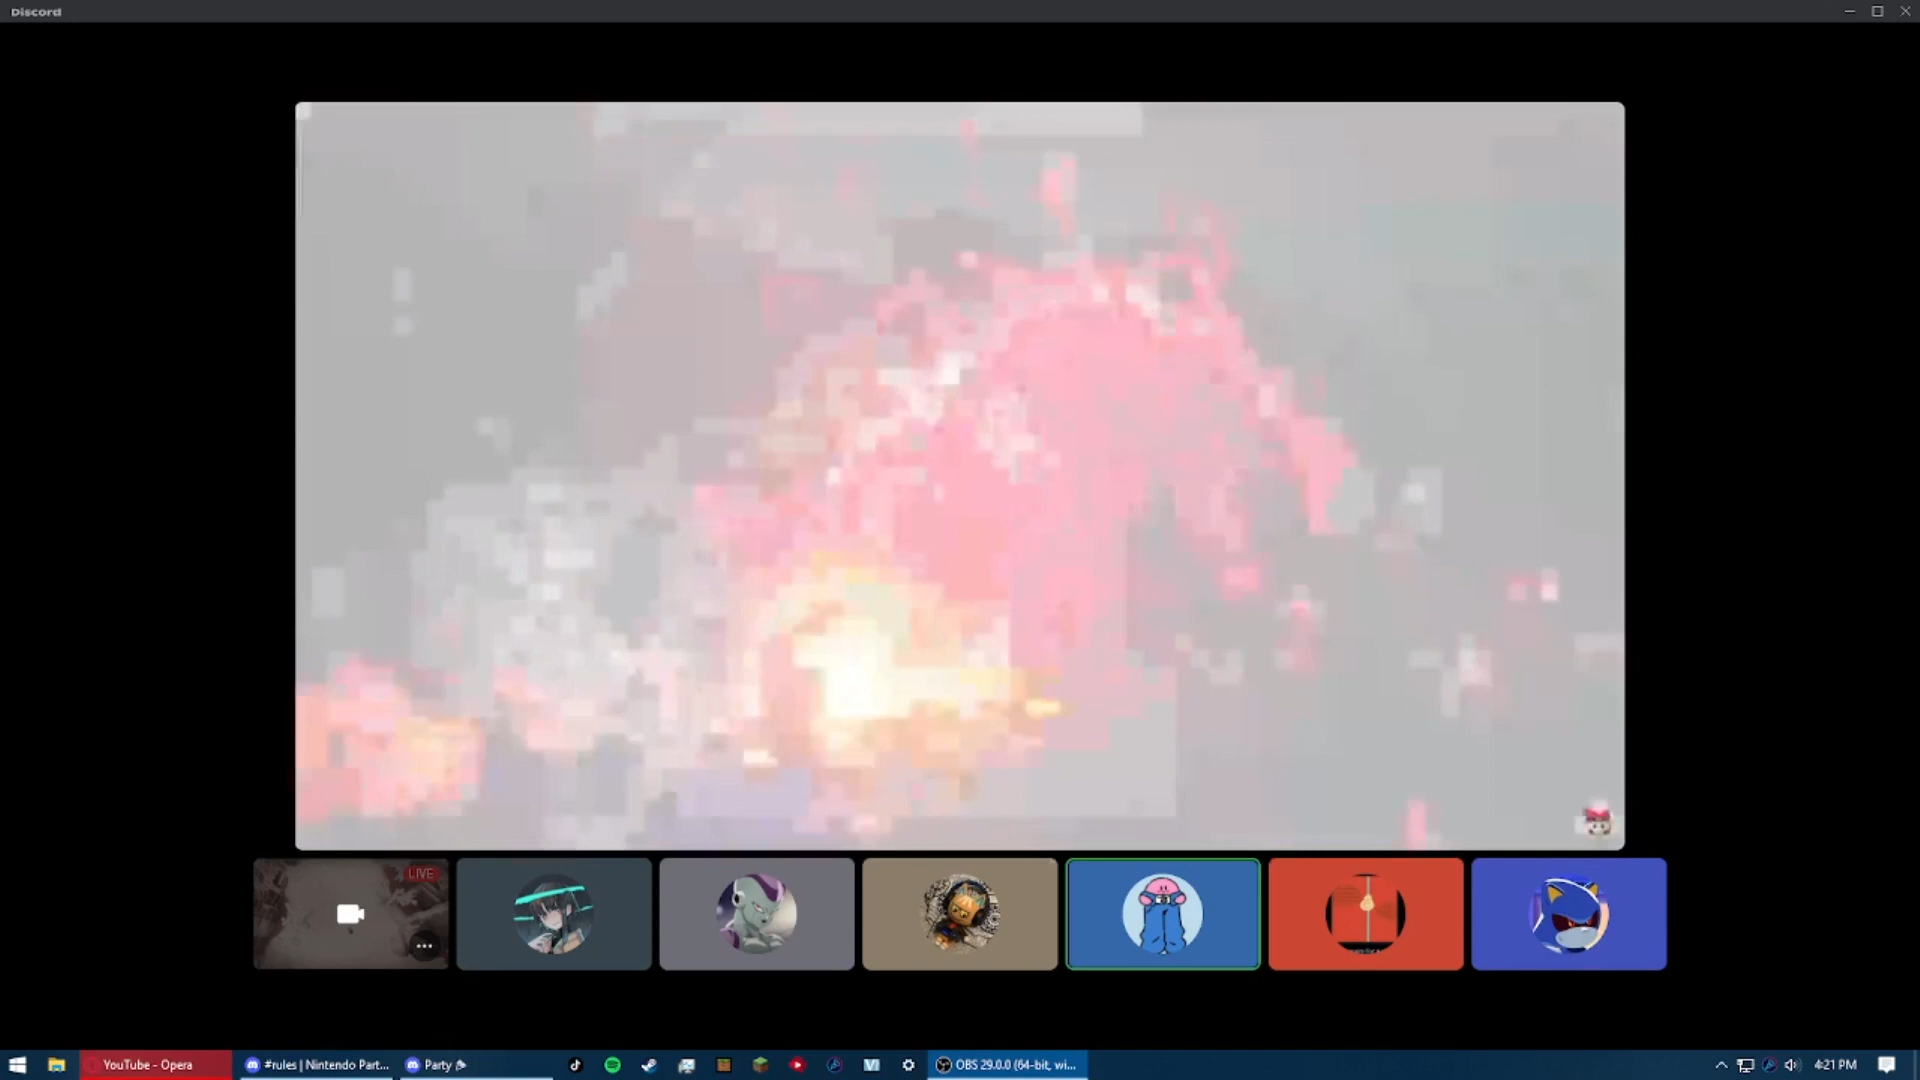 Discord
LIVE
YouTube - Opera
#rules | Nintendo Part...
Party
OBS 29.0.0 (64-bit, wi...
4:21 PM